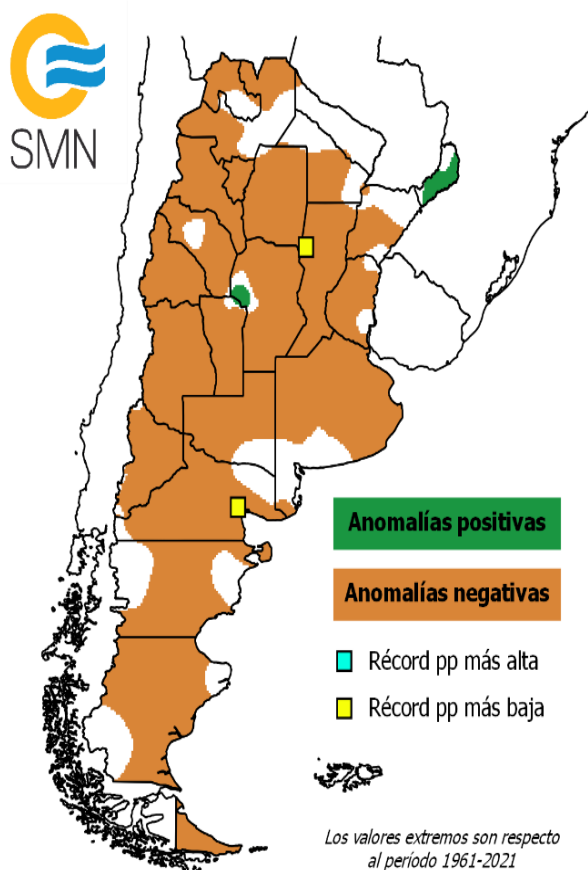 SMN
Anomalías positivas
Anomalías negativas
Récord pp más alta
Récord pp más baja
Los valores extremos son respecto
al período 1961-2021